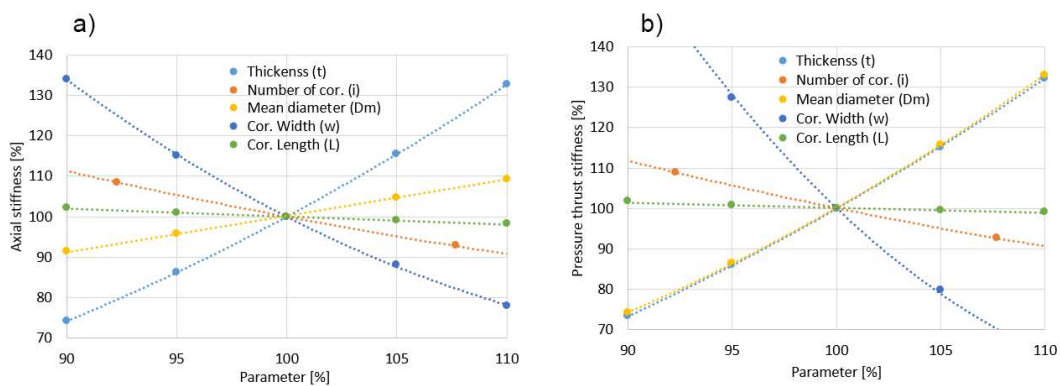 a)
Axial stiffness [%]
140
130
120
110
100
90
80
70
Thickenss (t)
Number of cor. (i)
Mean diameter (Dm)
Cor. Width (w)
Cor. Length (L)
90 95 100 105 110
Parameter [%]
b)
Pressure thrust stiffness [%]
140
130
120
110
100
90
80
70
Thickenss (t)
Number of cor. (i)
Mean diameter (Dm)
Cor. Width (w)
Cor. Length (L)
90 95 100 105 110
Parameter [%]